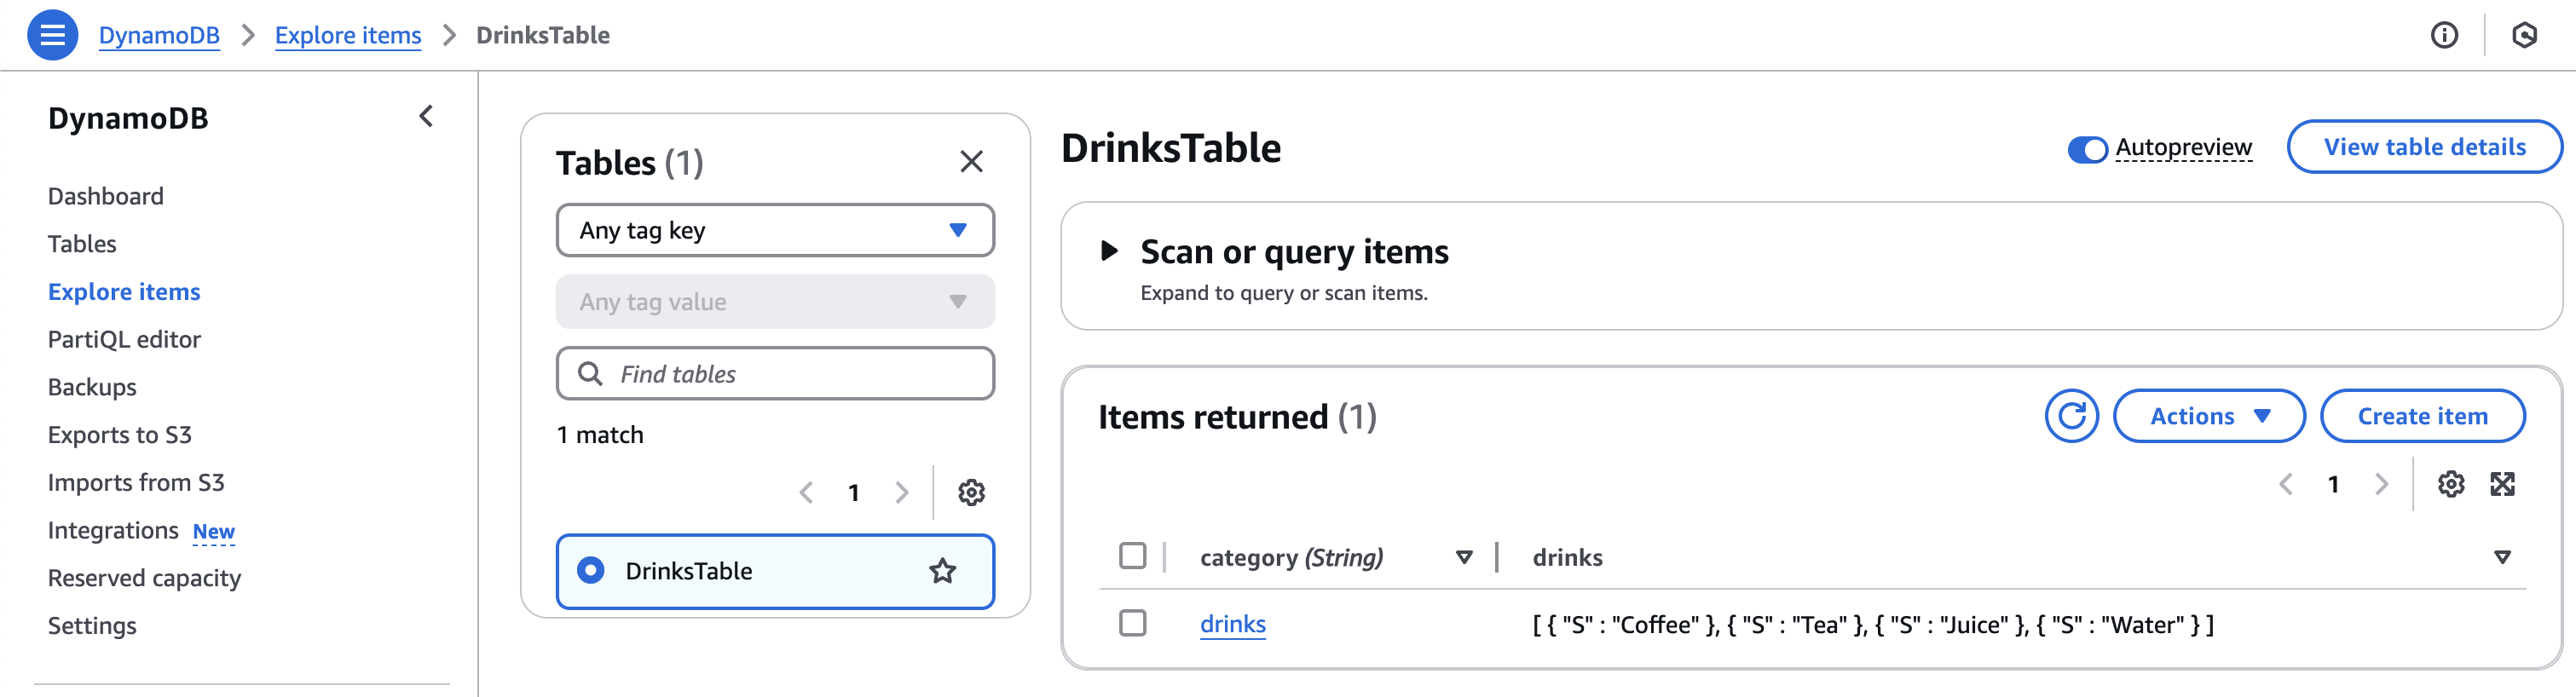 DynamoDB > Explore items > DrinksTable
DynamoDB
Dashboard
Tables
Explore items
PartiQL editor
Backups
Exports to S3
Imports from S3
Integrations New
Reserved capacity
Settings
Tables (1)
Any tag key
Any tag value
Find tables
1 match
1
DrinksTable
DrinksTable
Autopreview
View table details
Scan or query items
Expand to query or scan items.
Items returned (1)
Actions
Create item
1
category (String)
drinks
drinks
[ { "S" : "Coffee" }, { "S" : "Tea" }, { "S" : "Juice" }, { "S" : "Water" } ]